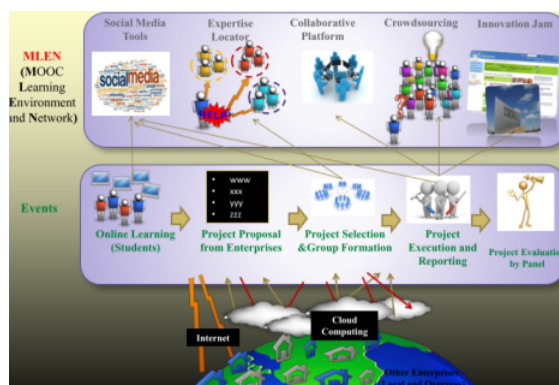 Social Media
Tools
Expertise
Locator
Collaborative
Platform
Crowdsourcing
Innovation Jam
MLEN
(MOOC
Learning
Environment
and Network)
social media
HELP!
Events
• www
• xxx
• yyy
• zzz
Online Learning
(Students)
Project Proposal
from Enterprises
Project Selection
&Group Formation
Project
Execution and
Reporting
Project Evaluation
by Panel
Internet
Cloud
Computing
Other Enterprises